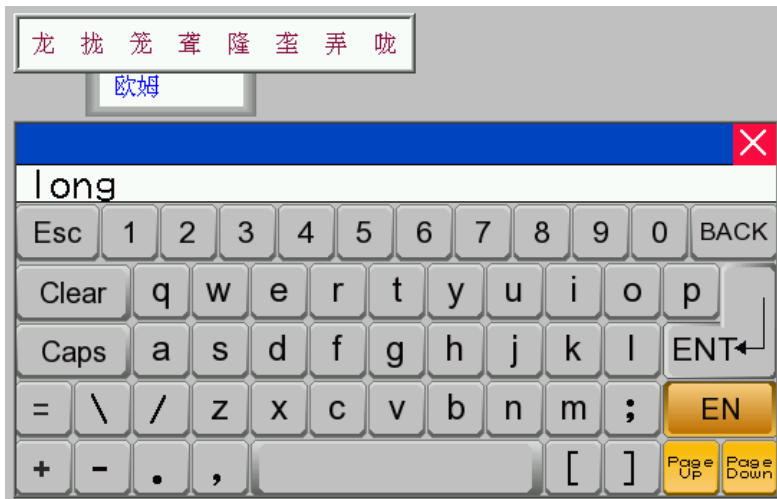 龙 拢 笼 聋 隆 垄 弄 咙
欧姆
long
Esc 1 2 3 4 5 6 7 8 9 0 BACK
Clear q w e r t y u i o p
Caps a s d f g h j k l ENT
= \ / z x c v b n m ; EN
+ - . , [ ] Page Up Page Down